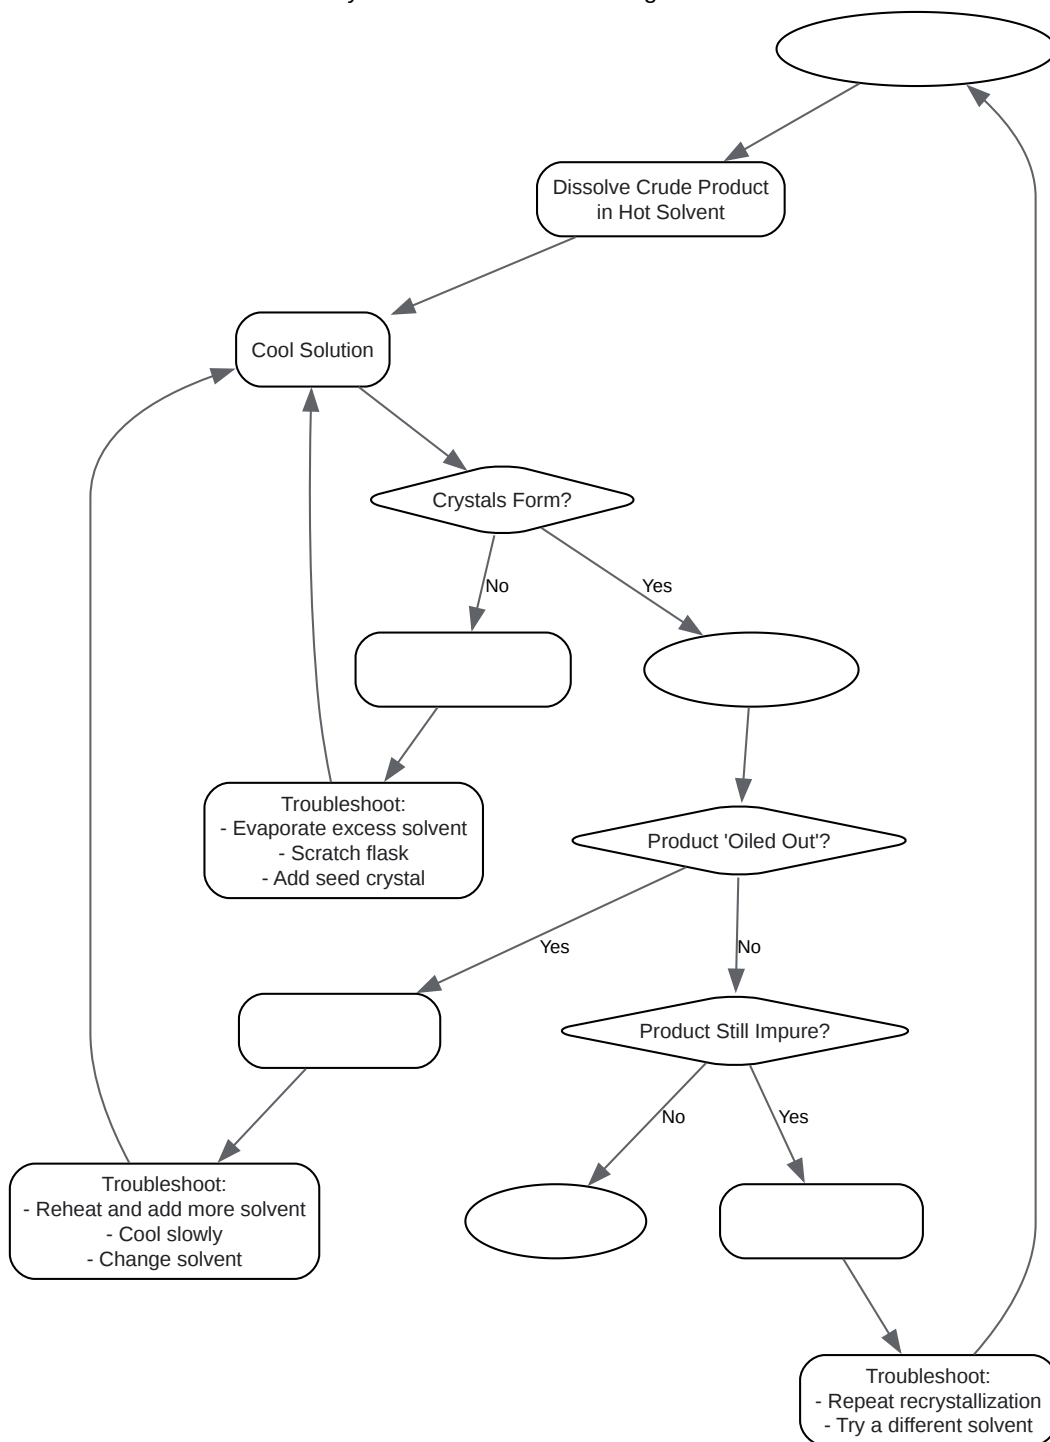 Dissolve Crude Product
in Hot Solvent
Cool Solution
Crystals Form?
No
Yes
Troubleshoot:
- Evaporate excess solvent
- Scratch flask
- Add seed crystal
Product 'Oiled Out'?
Yes
No
Product Still Impure?
No
Yes
Troubleshoot:
- Reheat and add more solvent
- Cool slowly
- Change solvent
Troubleshoot:
- Repeat recrystallization
- Try a different solvent